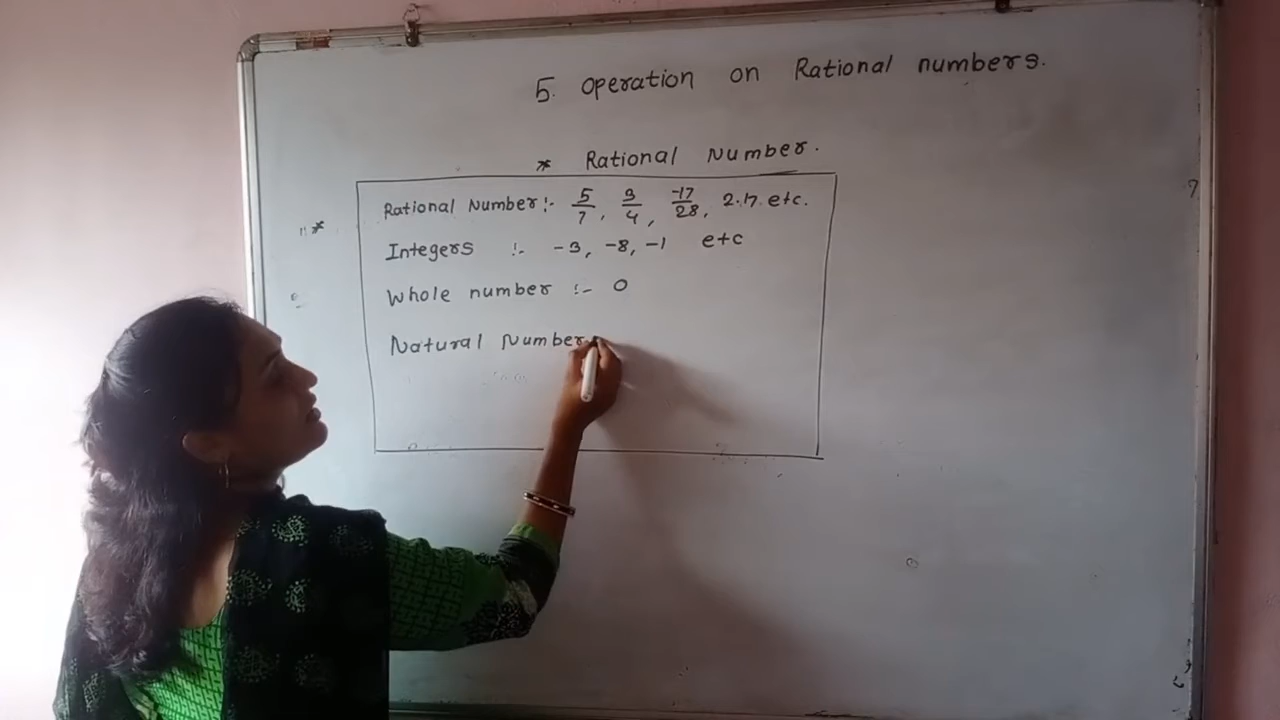 5. Operation on Rational numbers.
* Rational Number.
Rational Number:- 5/7, 3/4, -17/28, 2.17. etc.
* Integers :- -3, -8, -1 etc
Whole number :- 0
Natural Number